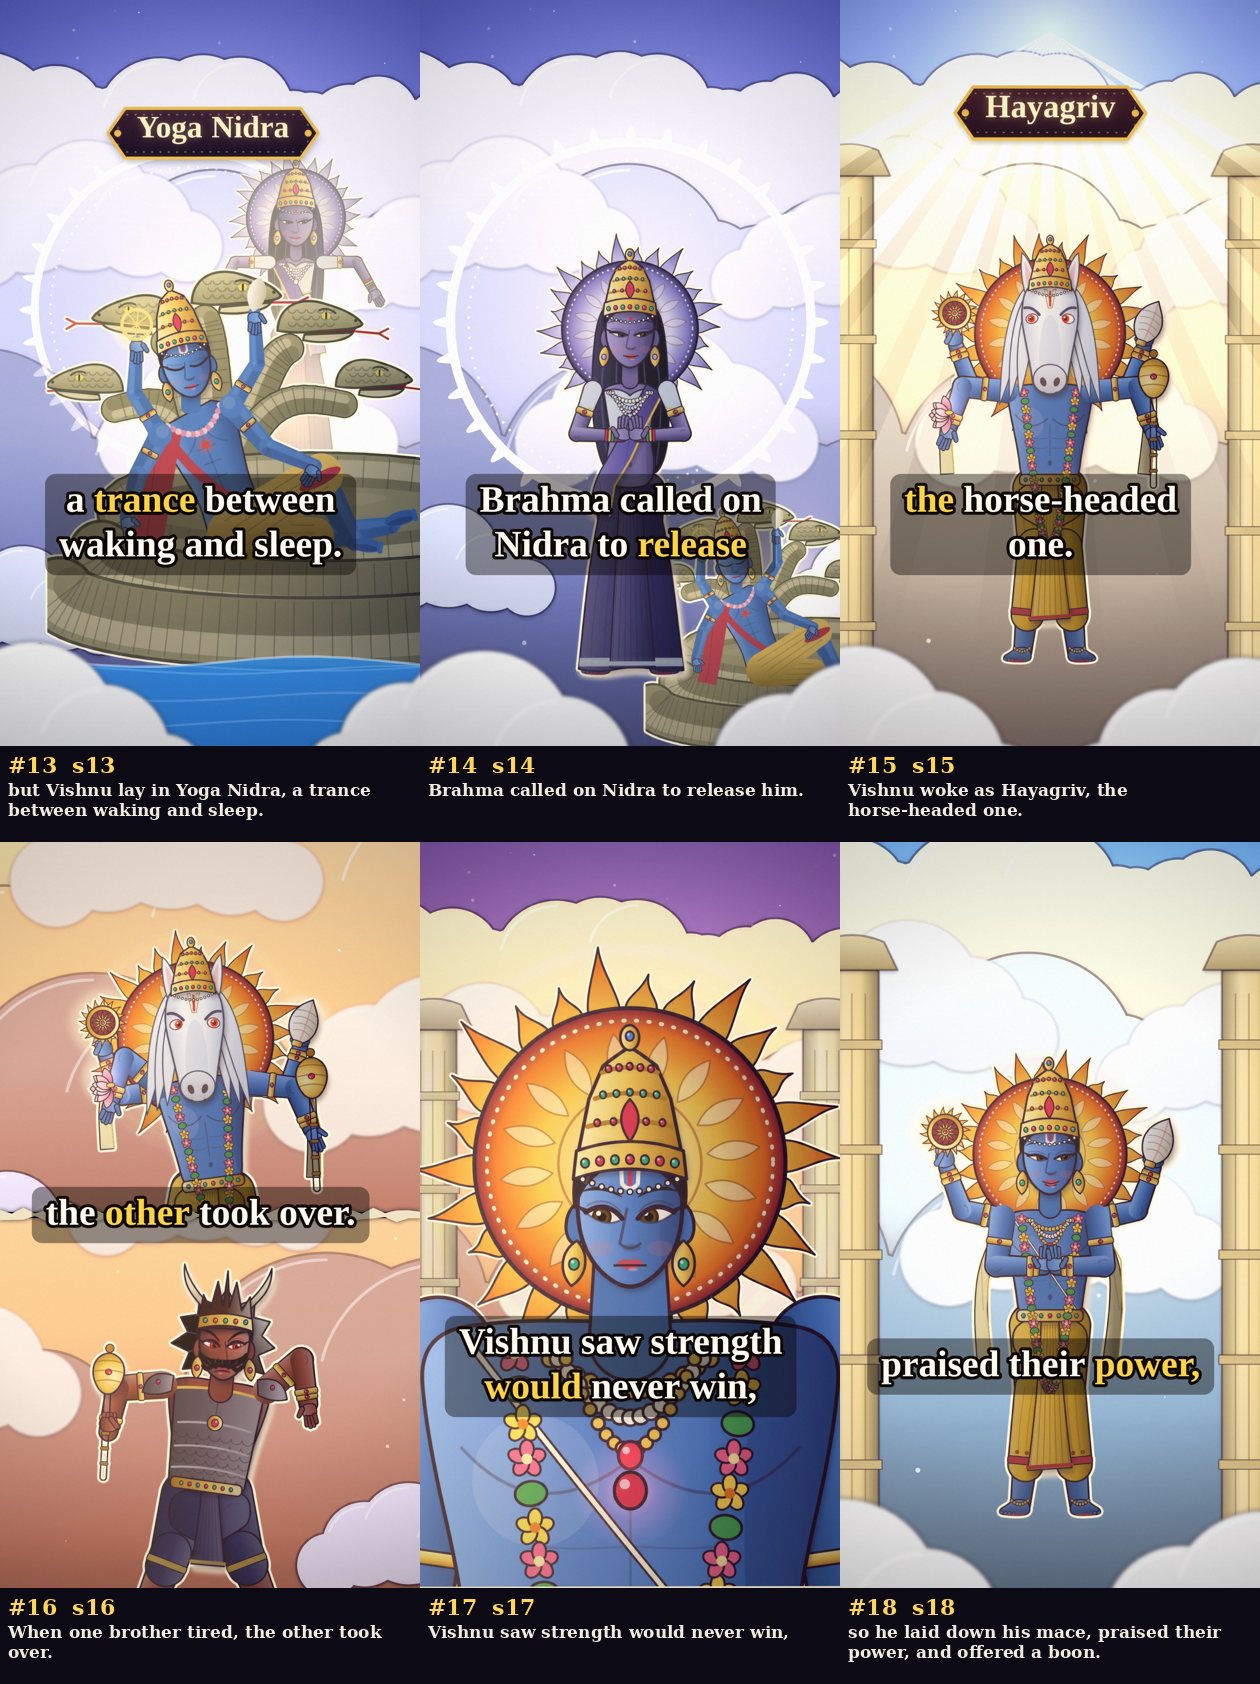 Yoga Nidra
a trance between
waking and sleep.
#13 s13
but Vishnu lay in Yoga Nidra, a trance
between waking and sleep.
Brahma called on
Nidra to release
#14 s14
Brahma called on Nidra to release him.
Hayagriv
the horse-headed
one.
#15 s15
Vishnu woke as Hayagriv, the
horse-headed one.
the other took over.
#16 s16
When one brother tired, the other took
over.
Vishnu saw strength
would never win,
#17 s17
Vishnu saw strength would never win,
praised their power,
#18 s18
so he laid down his mace, praised their
power, and offered a boon.